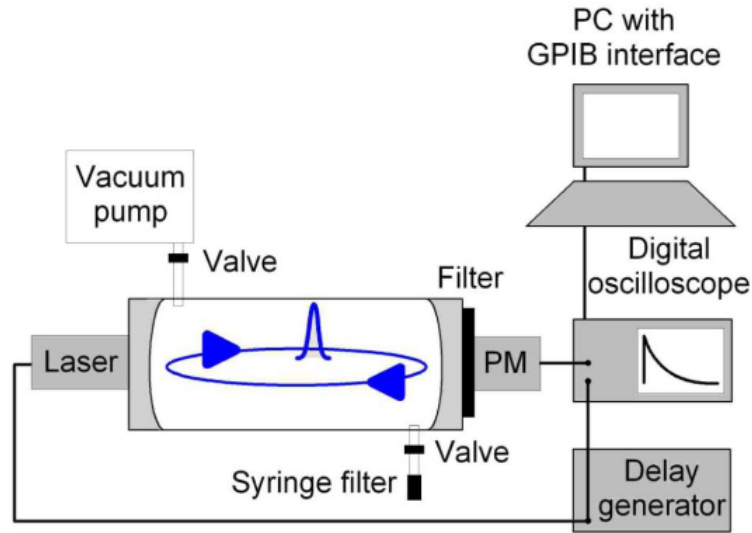 PC with
GPIB interface
Vacuum
pump
Valve
Filter
Digital
oscilloscope
Laser
PM
Valve
Syringe filter
Delay
generator